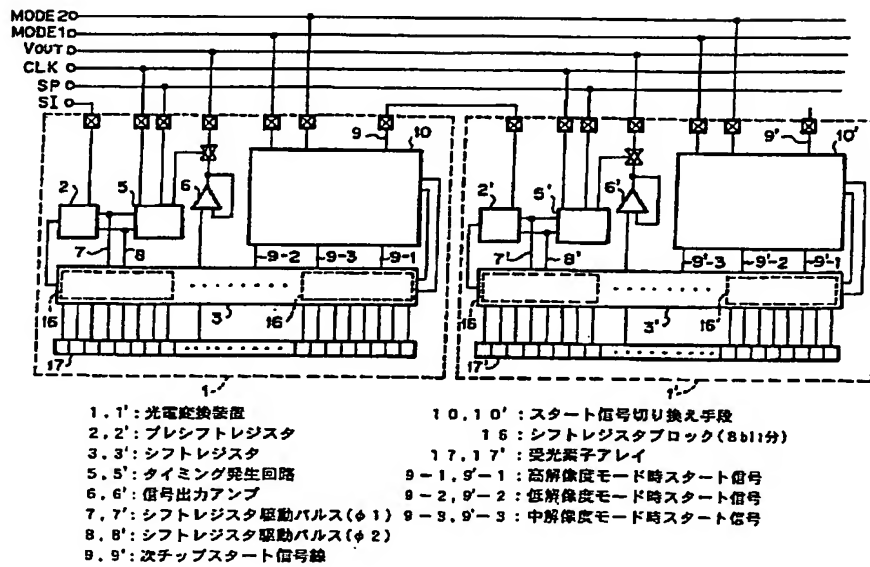 MODE2
MODE1
VOUT
CLK
SP
SI
9
10
9'
10'
2
5
6
2'
5'
6'
7
8
9-2
9-3
9-1
7'
8'
9'-3
9'-2
9'-1
16
3
16
16'
3'
16'
17
17'
1
1'
1,1':光電変換装置
2,2':プレシフトレジスタ
3,3':シフトレジスタ
5,5':タイミング発生回路
6,6':信号出力アンプ
7,7':シフトレジスタ駆動パルス(φ1)
8,8':シフトレジスタ駆動パルス(φ2)
9,9':次チップスタート信号線
10,10':スタート信号切り換え手段
16:シフトレジスタブロック(8bit分)
17,17':受光素子アレイ
9-1,9'-1:高解像度モード時スタート信号
9-2,9'-2:低解像度モード時スタート信号
9-3,9'-3:中解像度モード時スタート信号